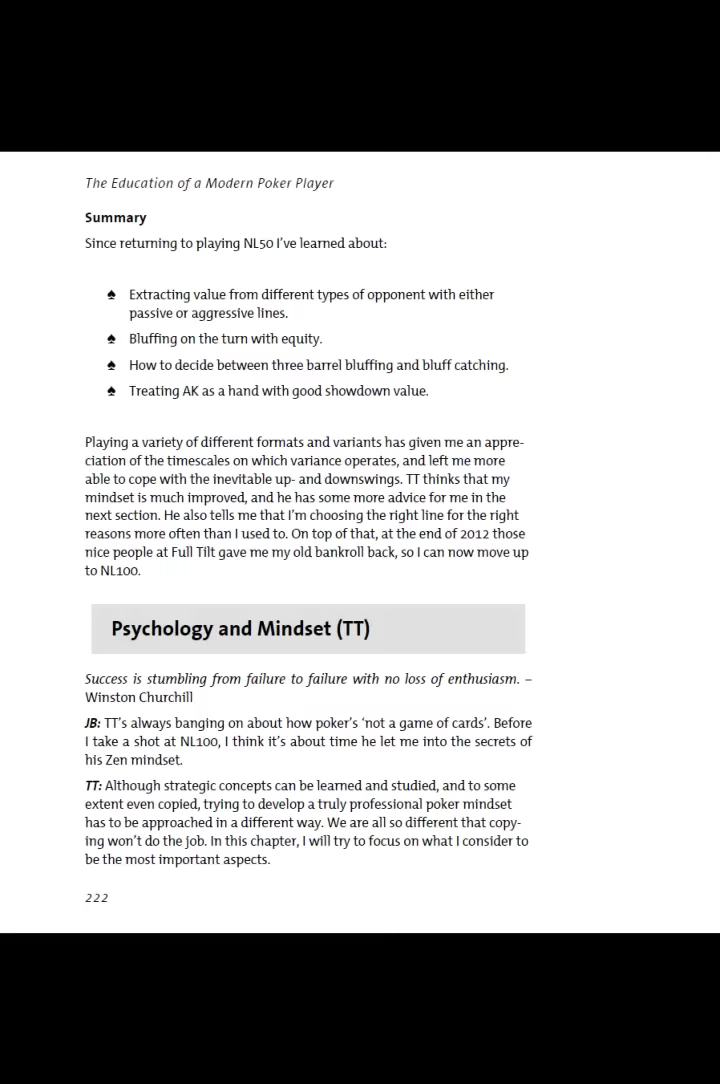 The Education of a Modern Poker Player
Summary
Since returning to playing NL50 I’ve learned about:
♠ Extracting value from different types of opponent with either
passive or aggressive lines.
♠ Bluffing on the turn with equity.
♠ How to decide between three barrel bluffing and bluff catching.
♠ Treating AK as a hand with good showdown value.
Playing a variety of different formats and variants has given me an appre-
ciation of the timescales on which variance operates, and left me more
able to cope with the inevitable up- and downswings. TT thinks that my
mindset is much improved, and he has some more advice for me in the
next section. He also tells me that I’m choosing the right line for the right
reasons more often than I used to. On top of that, at the end of 2012 those
nice people at Full Tilt gave me my old bankroll back, so I can now move up
to NL100.
Psychology and Mindset (TT)
Success is stumbling from failure to failure with no loss of enthusiasm. –
Winston Churchill
JB: TT’s always banging on about how poker’s ‘not a game of cards’. Before
I take a shot at NL100, I think it’s about time he let me into the secrets of
his Zen mindset.
TT: Although strategic concepts can be learned and studied, and to some
extent even copied, trying to develop a truly professional poker mindset
has to be approached in a different way. We are all so different that copy-
ing won’t do the job. In this chapter, I will try to focus on what I consider to
be the most important aspects.
222